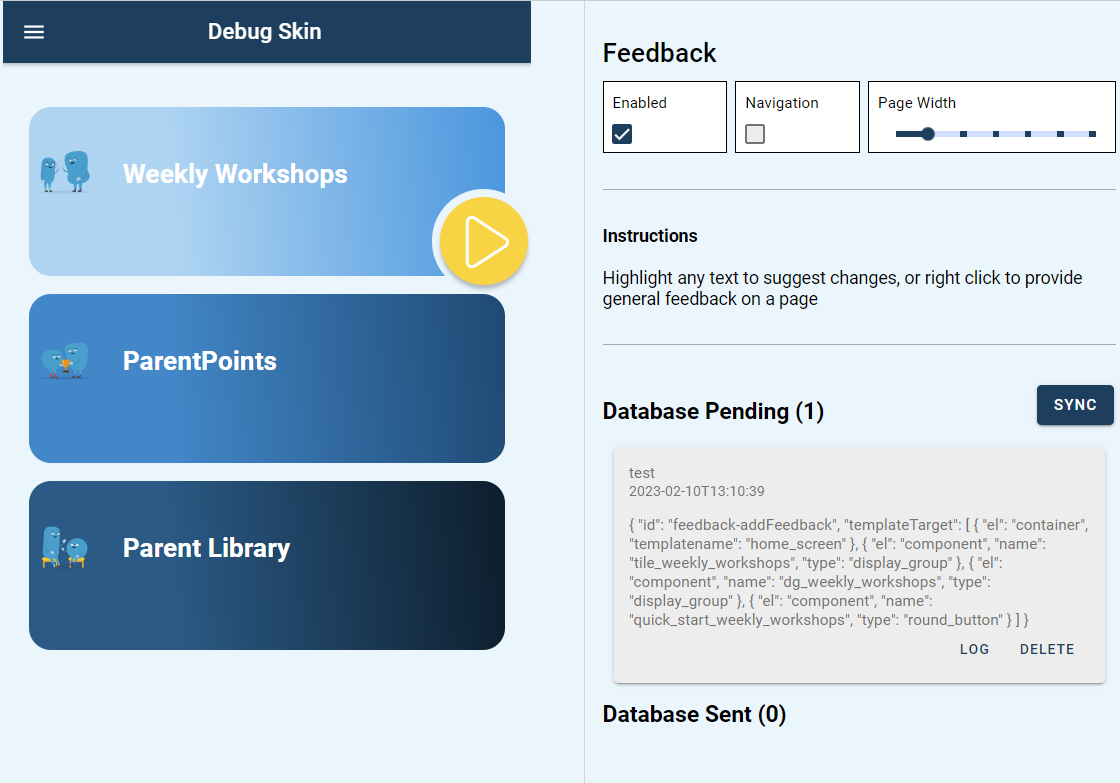 Debug Skin
Weekly Workshops
ParentPoints
Parent Library
Feedback
Enabled
Navigation
Page Width
Instructions
Highlight any text to suggest changes, or right click to provide
general feedback on a page
Database Pending (1)
SYNC
test
2023-02-10T13:10:39
{ "id": "feedback-addFeedback", "templateTarget": [ { "el": "container",
"templatename": "home_screen" }, { "el": "component", "name":
"tile_weekly_workshops", "type": "display_group" }, { "el":
"component", "name": "dg_weekly_workshops", "type":
"display_group" }, { "el": "component", "name":
"quick_start_weekly_workshops", "type": "round_button" } ] }
LOG
DELETE
Database Sent (0)